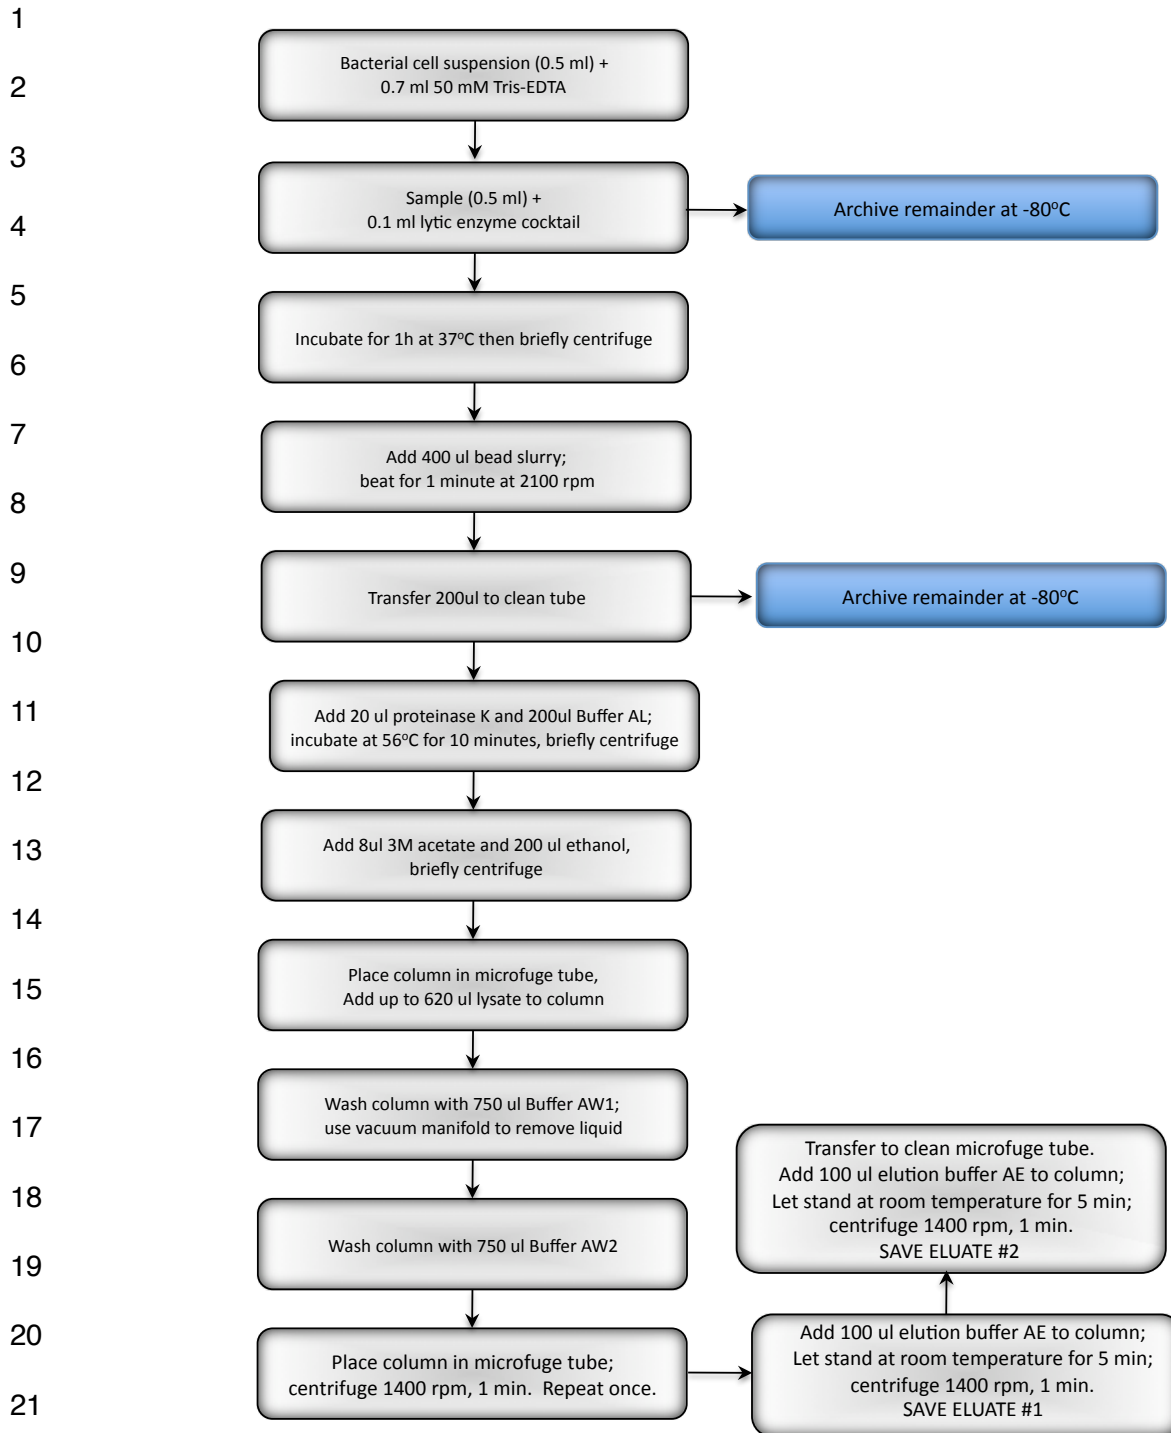 1
Bacterial cell suspension (0.5 ml) +
2
0.7 ml 50 mM Tris-EDTA
3
Sample (0.5 ml) +
Archive remainder at -80°C
4
0.1 ml lytic enzyme cocktail
5
Incubate for 1h at 37°C then briefly centrifuge
6
7
Add 400 ul bead slurry;
beat for 1 minute at 2100 rpm
8
9
Transfer 200ul to clean tube
Archive remainder at -80°C
10
11
Add 20 ul proteinase K and 200ul Buffer AL;
incubate at 56°C for 10 minutes, briefly centrifuge
12
13
Add 8ul 3M acetate and 200 ul ethanol,
briefly centrifuge
14
15
Place column in microfuge tube,
Add up to 620 ul lysate to column
16
17
Wash column with 750 ul Buffer AW1;
use vacuum manifold to remove liquid
18
Wash column with 750 ul Buffer AW2
19
20
Place column in microfuge tube;
centrifuge 1400 rpm, 1 min. Repeat once.
21
Add 100 ul elution buffer AE to column;
Let stand at room temperature for 5 min;
centrifuge 1400 rpm, 1 min.
SAVE ELUATE #1
Transfer to clean microfuge tube.
Add 100 ul elution buffer AE to column;
Let stand at room temperature for 5 min;
centrifuge 1400 rpm, 1 min.
SAVE ELUATE #2